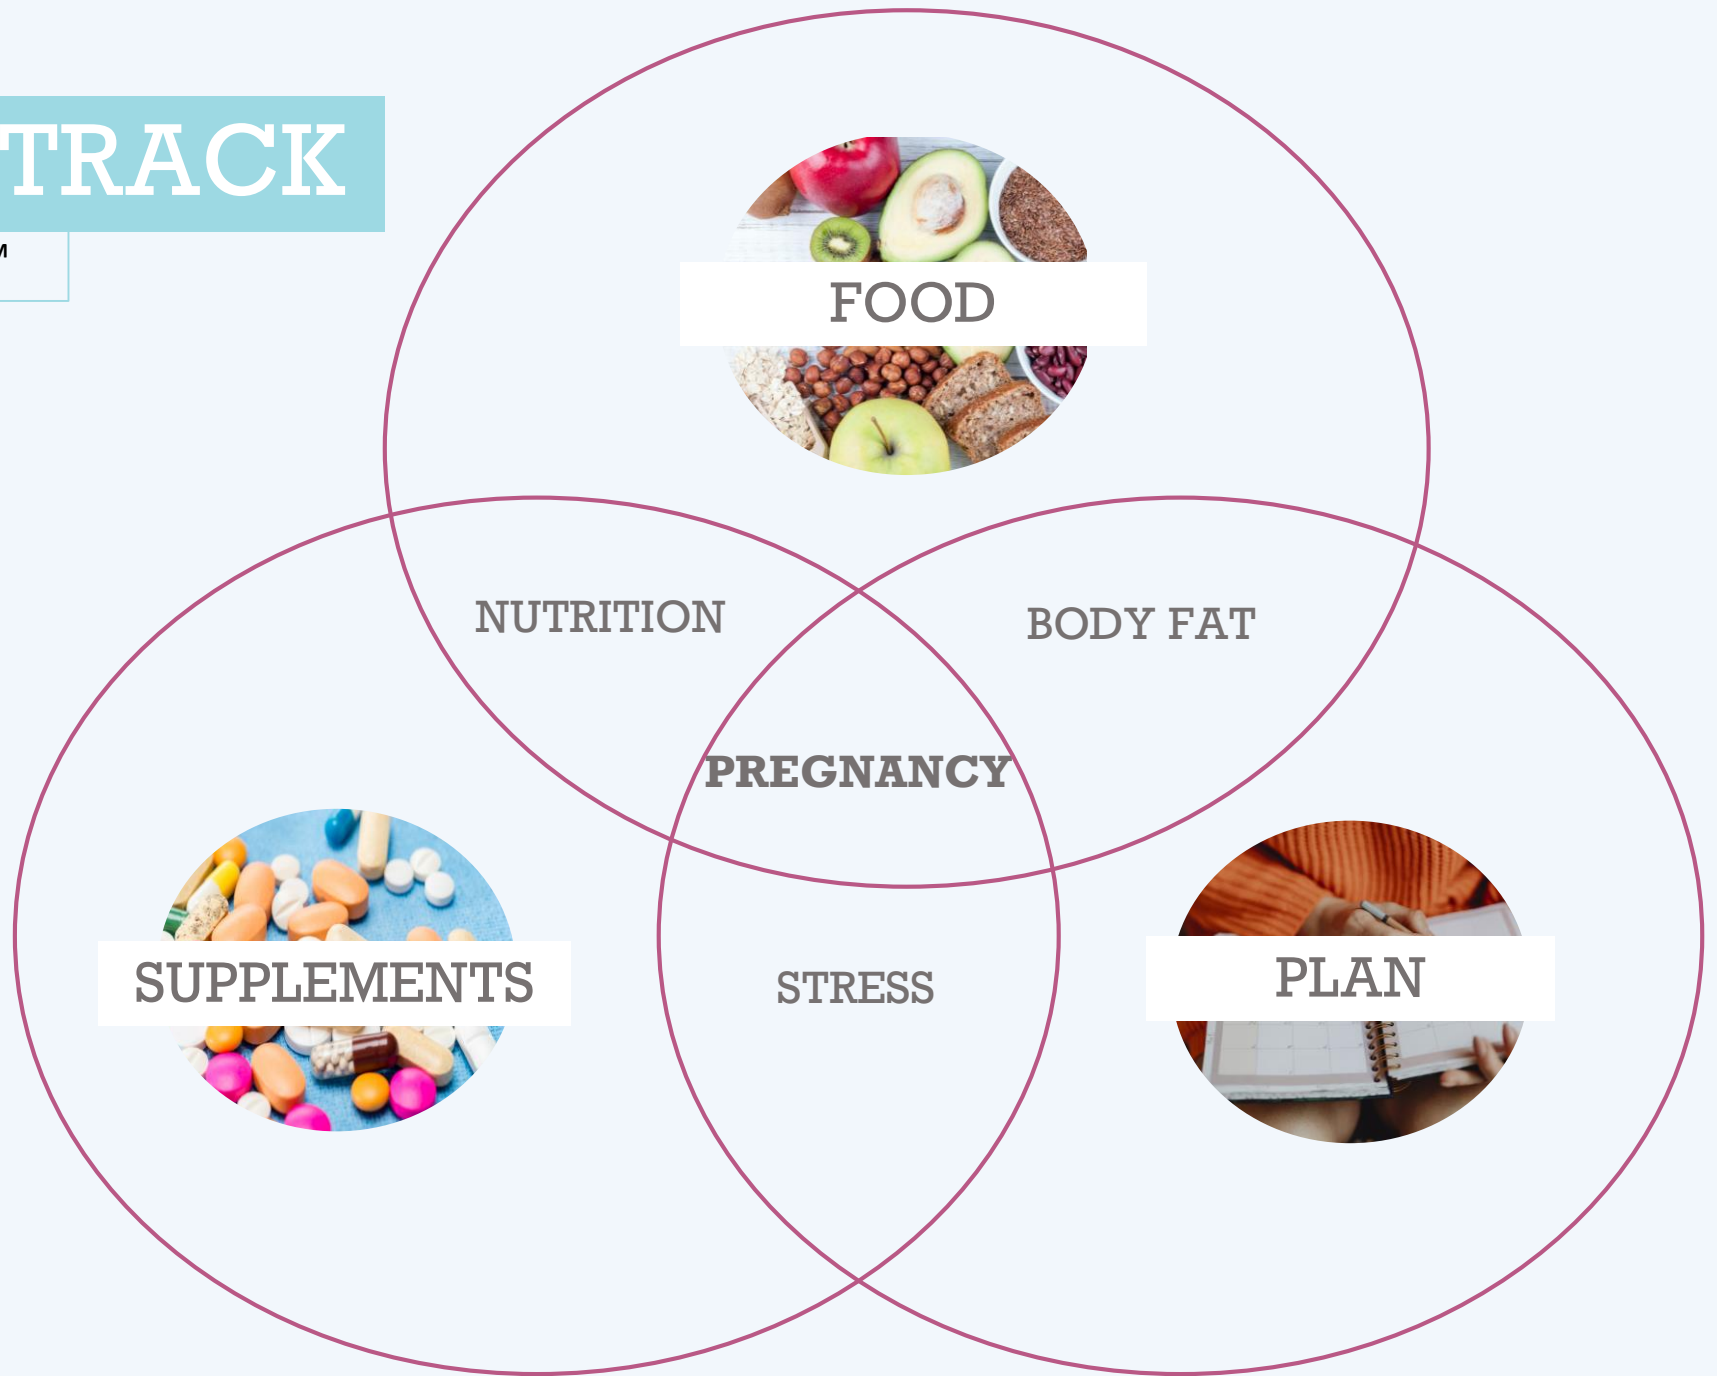 TRACK
M
FOOD
NUTRITION
BODY FAT
PREGNANCY
SUPPLEMENTS
PLAN
STRESS